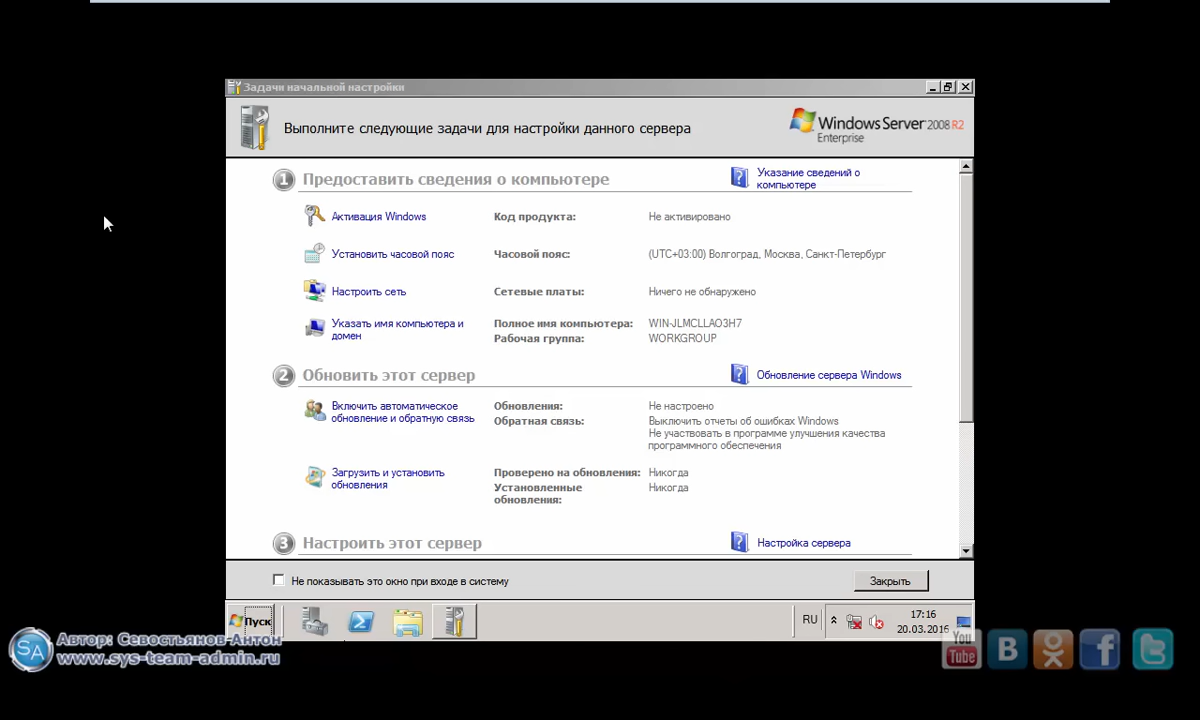 Задачи начальной настройки
Выполните следующие задачи для настройки данного сервера
Windows Server 2008 R2
Enterprise
1 Предоставить сведения о компьютере
Указание сведений о
компьютере
Активация Windows Код продукта: Не активировано
Установить часовой пояс Часовой пояс: (UTC+03:00) Волгоград, Москва, Санкт-Петербург
Настроить сеть Сетевые платы: Ничего не обнаружено
Указать имя компьютера и
домен
Полное имя компьютера: WIN-JLMCLLAO3H7
Рабочая группа: WORKGROUP
2 Обновить этот сервер
Обновление сервера Windows
Включить автоматическое
обновление и обратную связь
Обновления: Не настроено
Обратная связь: Выключить отчеты об ошибках Windows
Не участвовать в программе улучшения качества
программного обеспечения
Загрузить и установить
обновления
Проверено на обновления: Никогда
Установленные
обновления:
Никогда
3 Настроить этот сервер
Настройка сервера
Не показывать это окно при входе в систему
Закрыть
Пуск
RU
17:16
20.03.2016
SA
Автор: Севостьянов Антон
www.sys-team-admin.ru
You
Tube
B
f
t